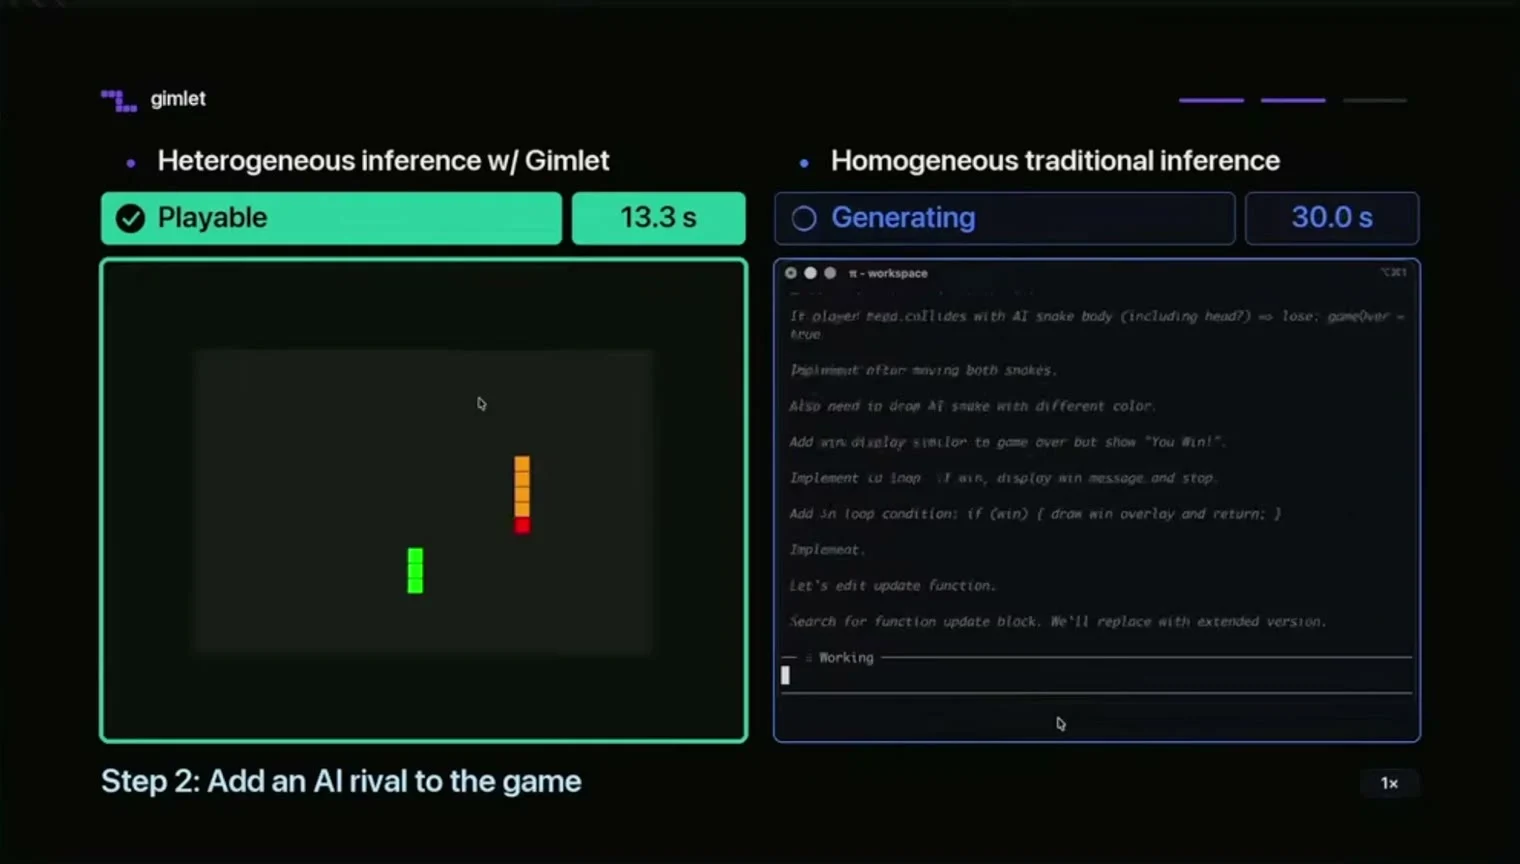 gimlet
Heterogeneous inference w/ Gimlet
Homogeneous traditional inference
Playable
13.3 s
Generating
30.0 s
π - workspace
⌥⌘1
If player head collides with AI snake body (including head?) => lose; gameOver =
true
Implement after moving both snakes.
Also need to draw AI snake with different color.
Add win display similar to game over but show "You Win!".
Implement in loop if win, display win message and stop.
Add in loop condition: if (win) { draw win overlay and return; }
Implement.
Let's edit update function.
Search for function update block. We'll replace with extended version.
Working
Step 2: Add an AI rival to the game
1×